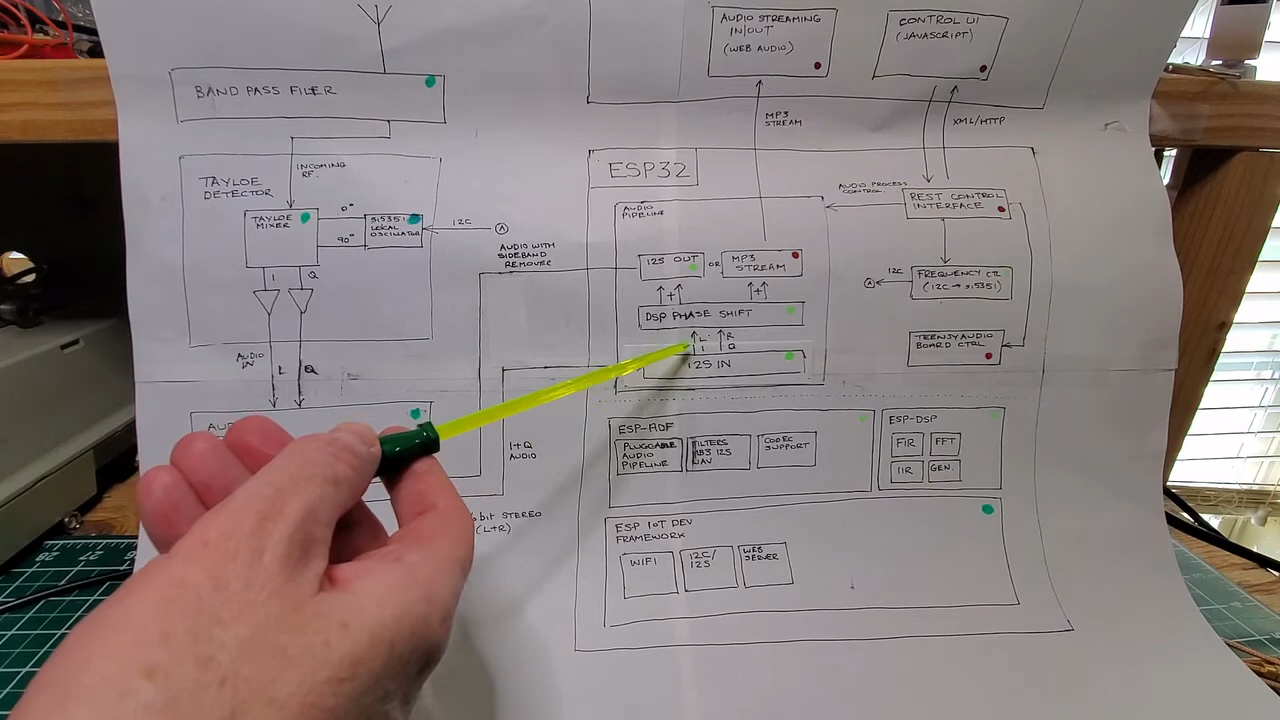 BAND PASS FILER
INCOMING
RF.
TAYLOE
DETECTOR
TAYLOE
MIXER
0°
90°
SI5351
LOCAL
OSCILLATOR
I2C
A
I
Q
AUDIO
IN
L
Q
AUDIO WITH
SIDEBAND
REMOVER
I+Q
AUDIO
bit STEREO
(L+R)
AUDIO STREAMING
IN/OUT
(WEB AUDIO)
CONTROL UI
(JAVASCRIPT)
MP3
STREAM
XML/HTTP
ESP32
AUDIO
PIPELINE
AUDIO PROCESS
CONTROL
REST CONTROL
INTERFACE
I2S OUT
OR
MP3
STREAM
+
+
DSP PHASE SHIFT
L
R
I
Q
I2S IN
A
I2C
FREQUENCY CTL
(I2C → SI5351)
TEENSY AUDIO
BOARD CTRL
ESP-ADF
PLUGGABLE
AUDIO
PIPELINE
FILTERS
I2S
WAV
CODEC
SUPPORT
ESP-DSP
FIR
FFT
IIR
GEN.
ESP IOT DEV
FRAMEWORK
WIFI
I2C/
I2S
WEB
SERVER
28
27
26